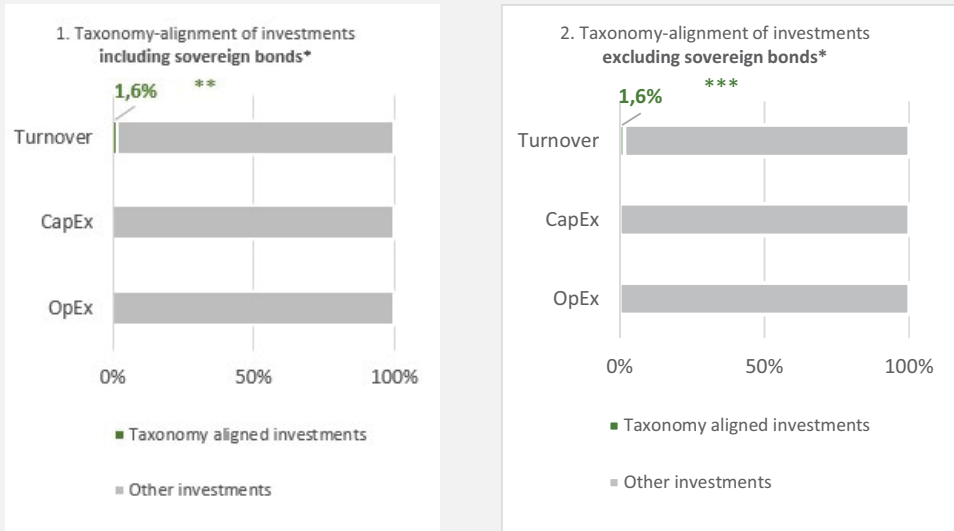 1. Taxonomy-alignment of investments
including sovereign bonds*
1,6% **
Turnover
CapEx
OpEx
0% 50% 100%
Taxonomy aligned investments
Other investments
2. Taxonomy-alignment of investments
excluding sovereign bonds*
1,6% ***
Turnover
CapEx
OpEx
0% 50% 100%
Taxonomy aligned investments
Other investments